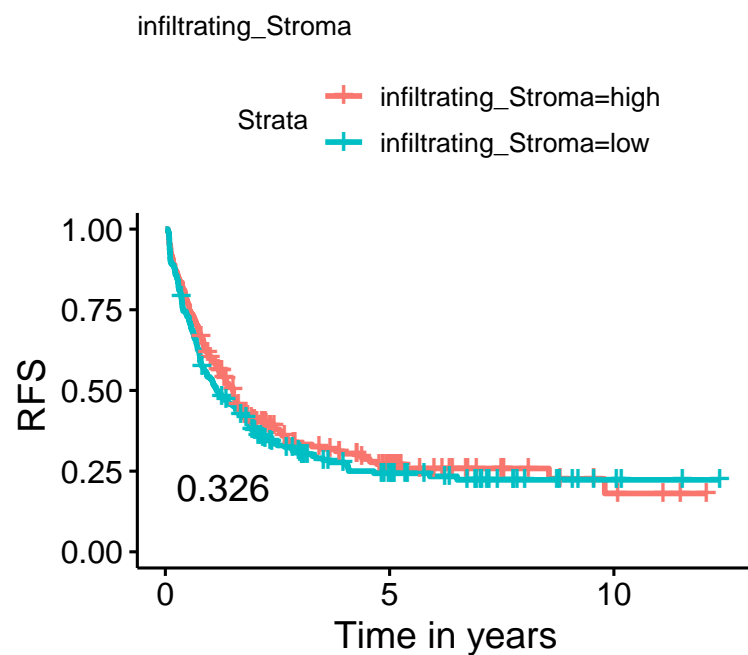 infiltrating_Stroma
Strata
infiltrating_Stroma=high
infiltrating_Stroma=low
RFS
1.00
0.75
0.50
0.25
0.00
0.326
0 5 10
Time in years